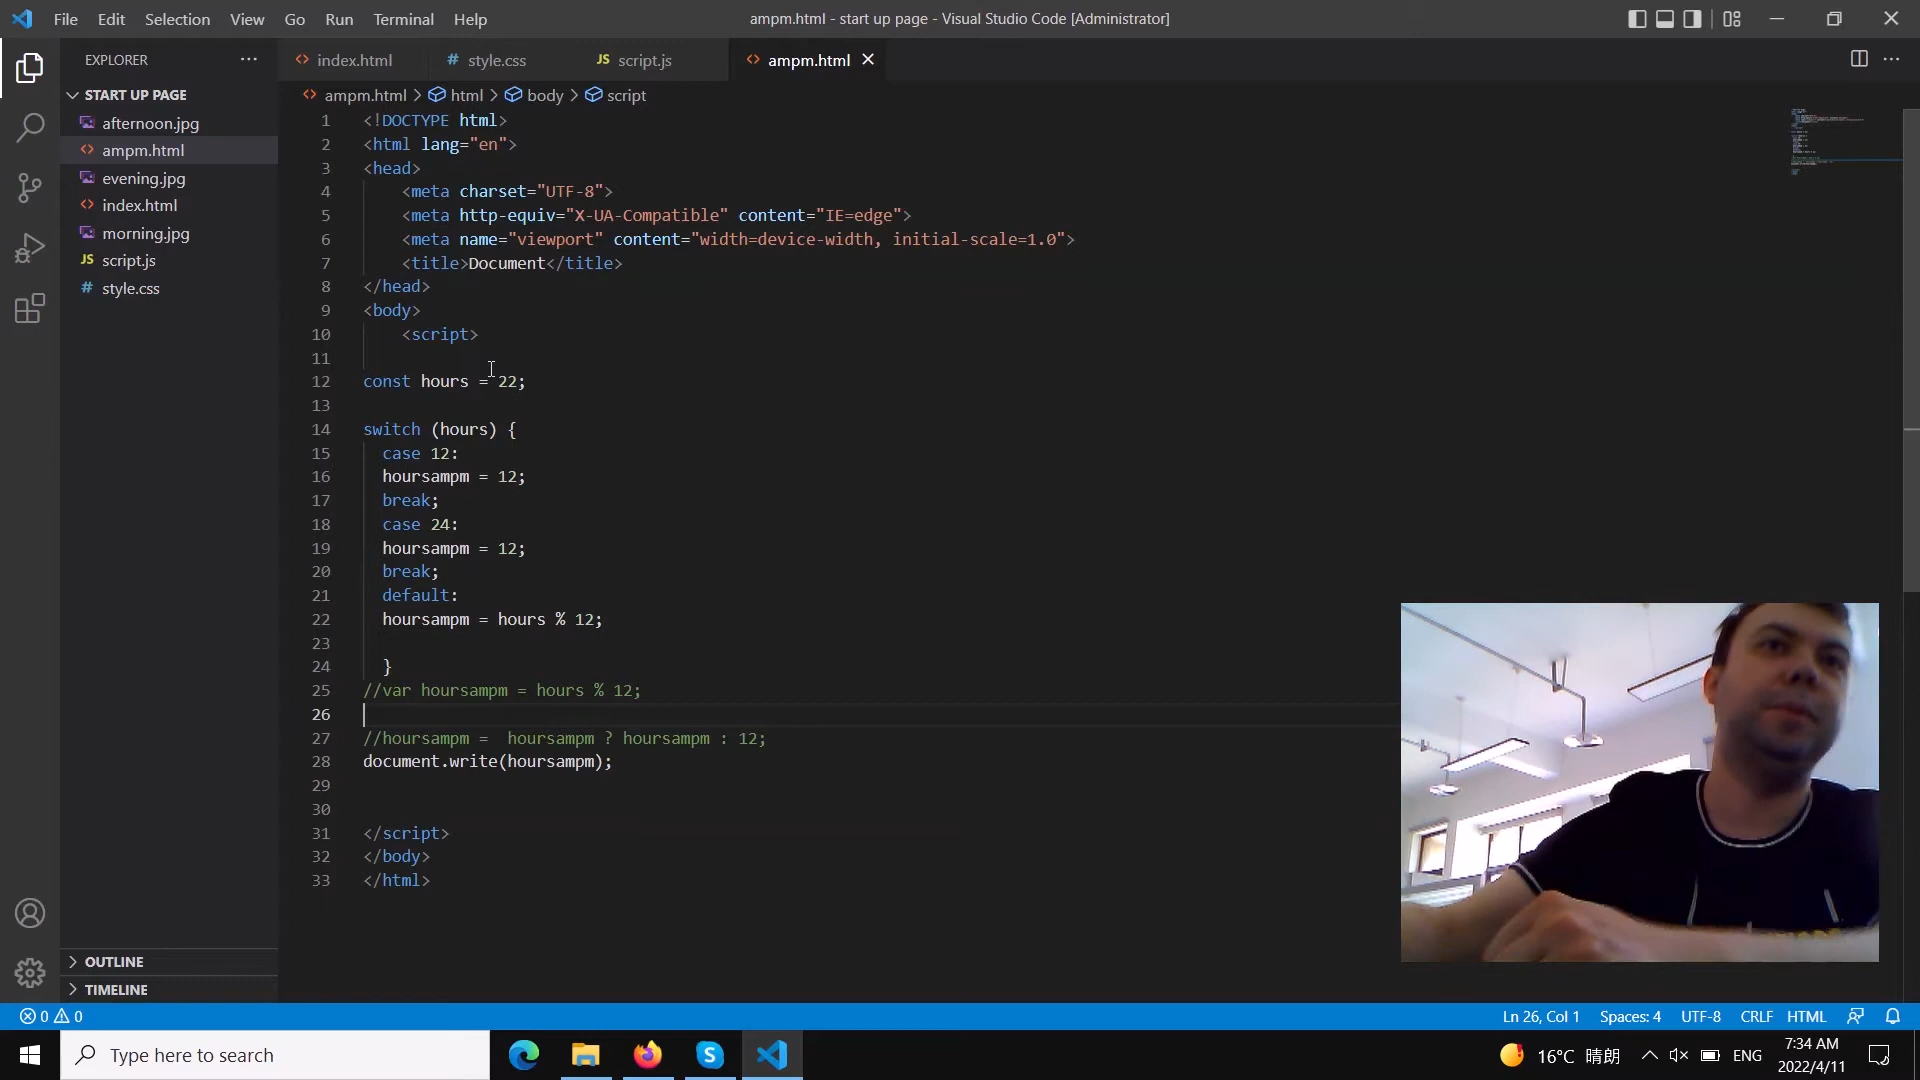 File Edit Selection View Go Run Terminal Help
ampm.html - start up page - Visual Studio Code [Administrator]
EXPLORER
index.html
style.css
script.js
ampm.html
START UP PAGE
afternoon.jpg
ampm.html
evening.jpg
index.html
morning.jpg
script.js
style.css
OUTLINE
TIMELINE
ampm.html > html > body > script
1 <!DOCTYPE html>
2 <html lang="en">
3 <head>
4 <meta charset="UTF-8">
5 <meta http-equiv="X-UA-Compatible" content="IE=edge">
6 <meta name="viewport" content="width=device-width, initial-scale=1.0">
7 <title>Document</title>
8 </head>
9 <body>
10 <script>
11
12 const hours = 22;
13
14 switch (hours) {
15 case 12:
16 hoursampm = 12;
17 break;
18 case 24:
19 hoursampm = 12;
20 break;
21 default:
22 hoursampm = hours % 12;
23
24 }
25 //var hoursampm = hours % 12;
26
27 //hoursampm =  hoursampm ? hoursampm : 12;
28 document.write(hoursampm);
29
30
31 </script>
32 </body>
33 </html>
0 0
Ln 26, Col 1 Spaces: 4 UTF-8 CRLF HTML
Type here to search
16°C 晴朗
ENG
7:34 AM
2022/4/11